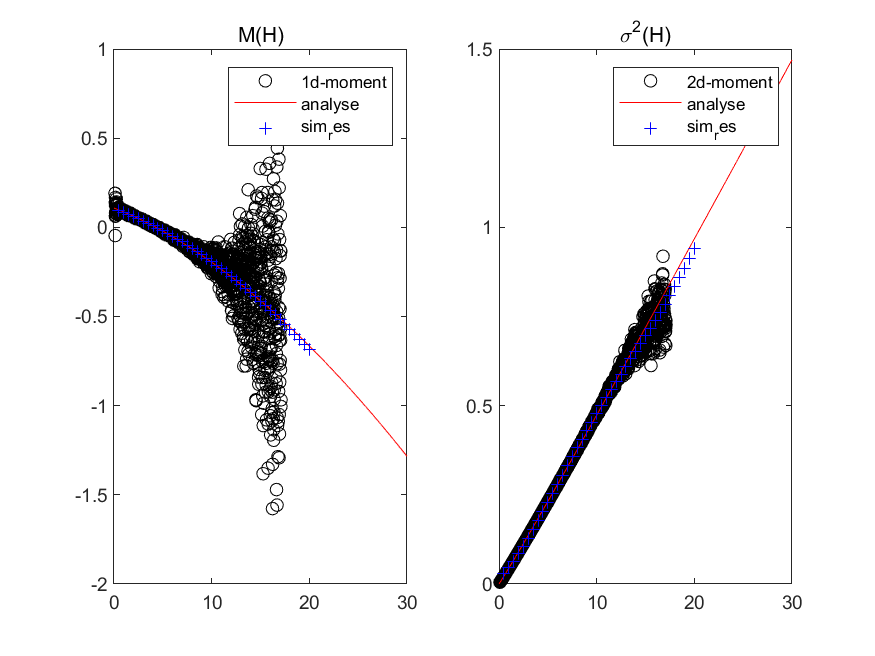 M(H)
1
0.5
0
-0.5
-1
-1.5
-2
0 10 20 30
1d-moment
analyse
sim_res
σ²(H)
1.5
1
0.5
0
0 10 20 30
2d-moment
analyse
sim_res